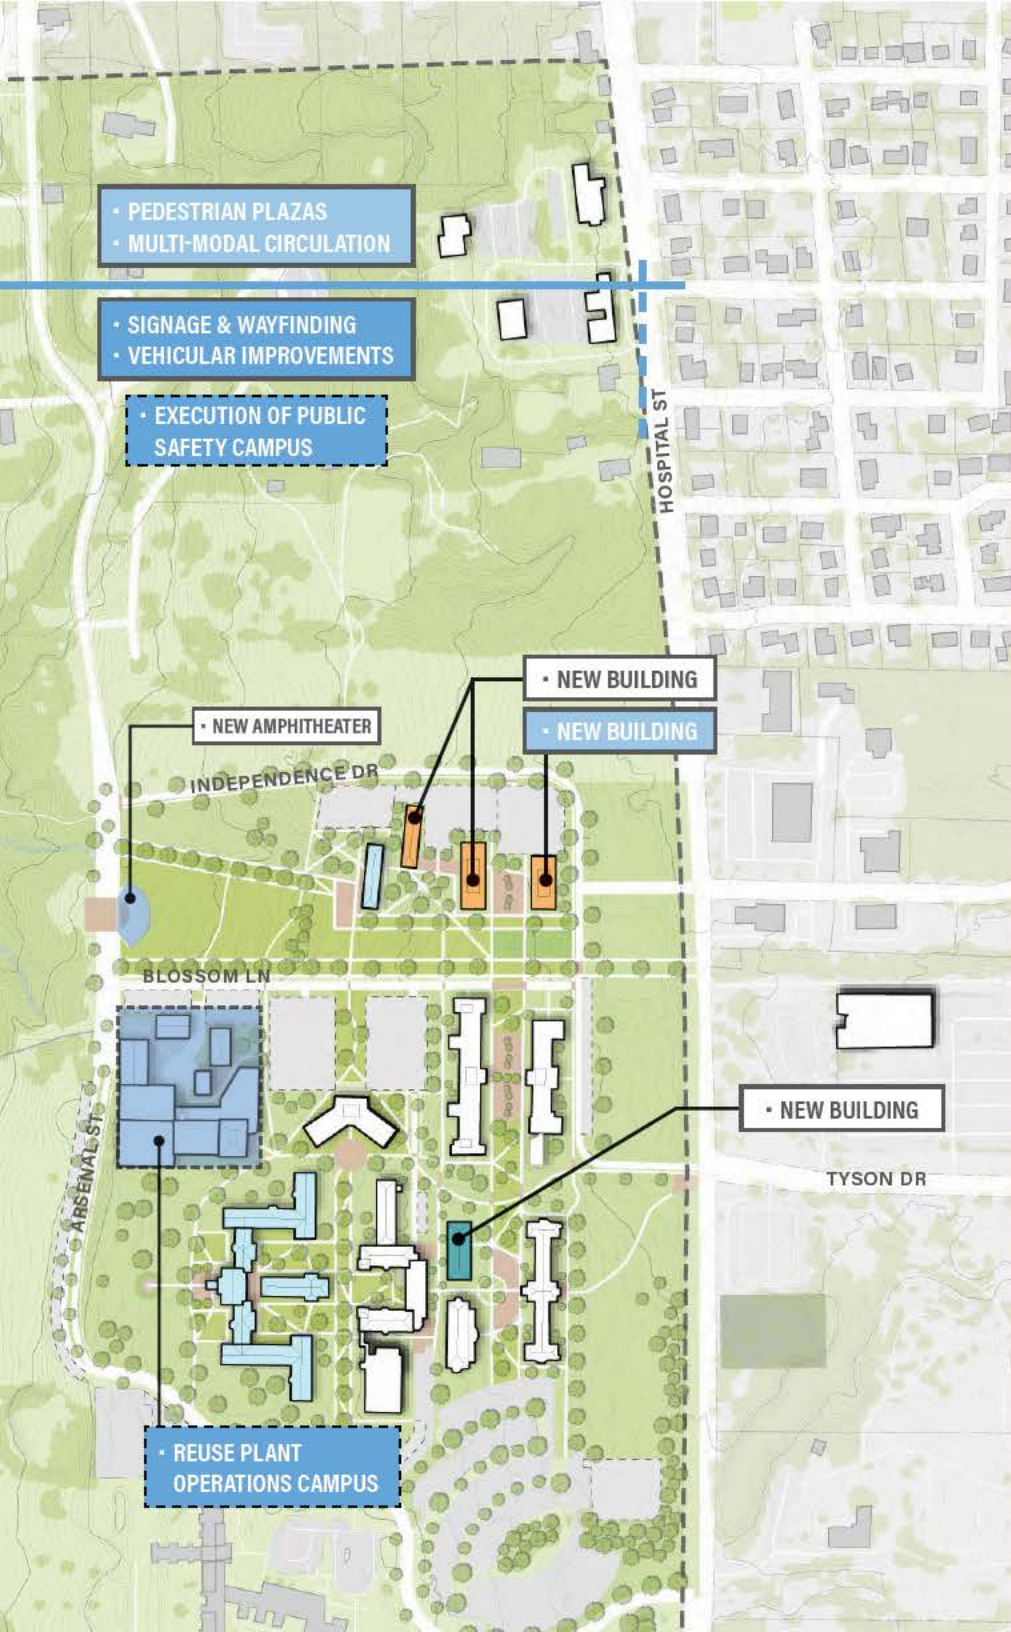 · PEDESTRIAN PLAZAS
· MULTI-MODAL CIRCULATION
· SIGNAGE & WAYFINDING
· VEHICULAR IMPROVEMENTS
· EXECUTION OF PUBLIC
SAFETY CAMPUS
HOSPITAL ST
· NEW BUILDING
· NEW BUILDING
· NEW AMPHITHEATER
INDEPENDENCE DR
BLOSSOM LN
· NEW BUILDING
ARSENAL ST
TYSON DR
· REUSE PLANT
OPERATIONS CAMPUS